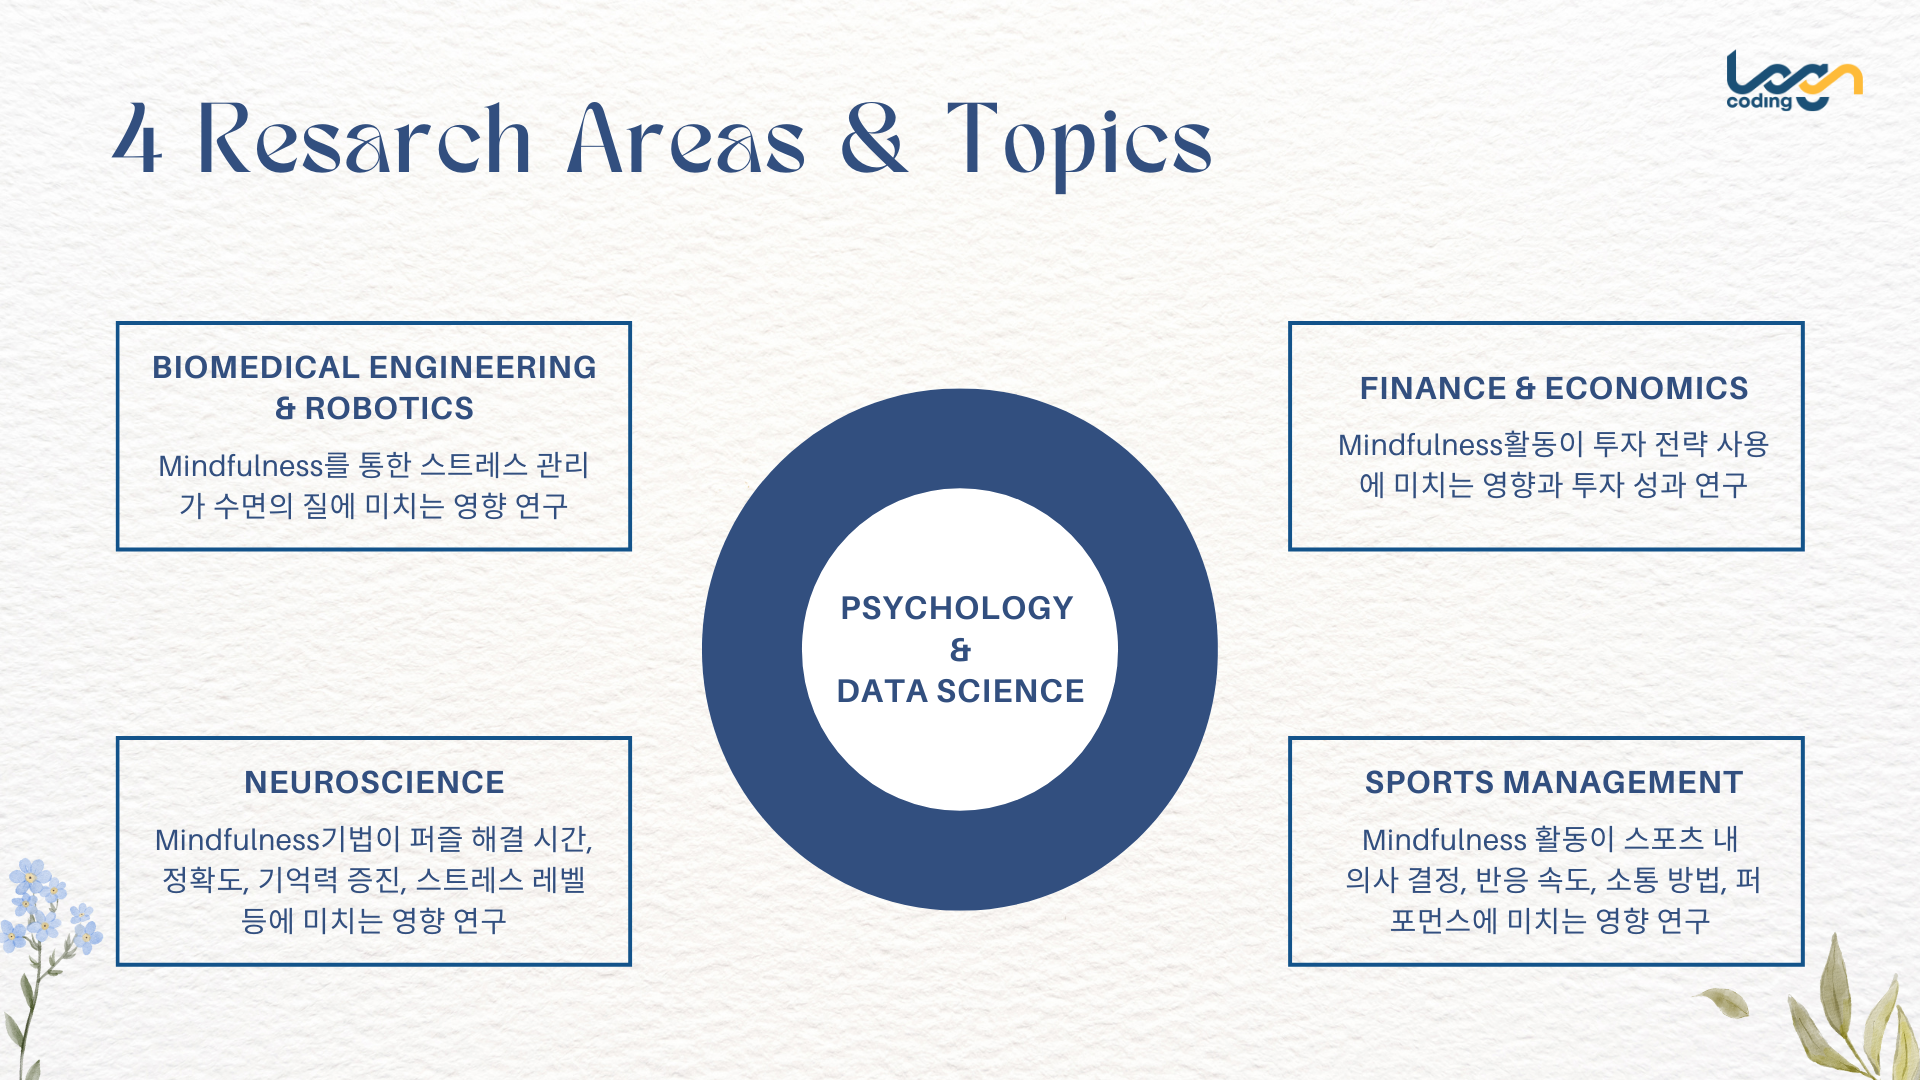 4 Resarch Areas & Topics
coding
BIOMEDICAL ENGINEERING
& ROBOTICS
Mindfulness를 통한 스트레스 관리
가 수면의 질에 미치는 영향 연구
FINANCE & ECONOMICS
Mindfulness활동이 투자 전략 사용
에 미치는 영향과 투자 성과 연구
PSYCHOLOGY
&
DATA SCIENCE
NEUROSCIENCE
Mindfulness기법이 퍼즐 해결 시간,
정확도, 기억력 증진, 스트레스 레벨
등에 미치는 영향 연구
SPORTS MANAGEMENT
Mindfulness 활동이 스포츠 내
의사 결정, 반응 속도, 소통 방법, 퍼
포먼스에 미치는 영향 연구